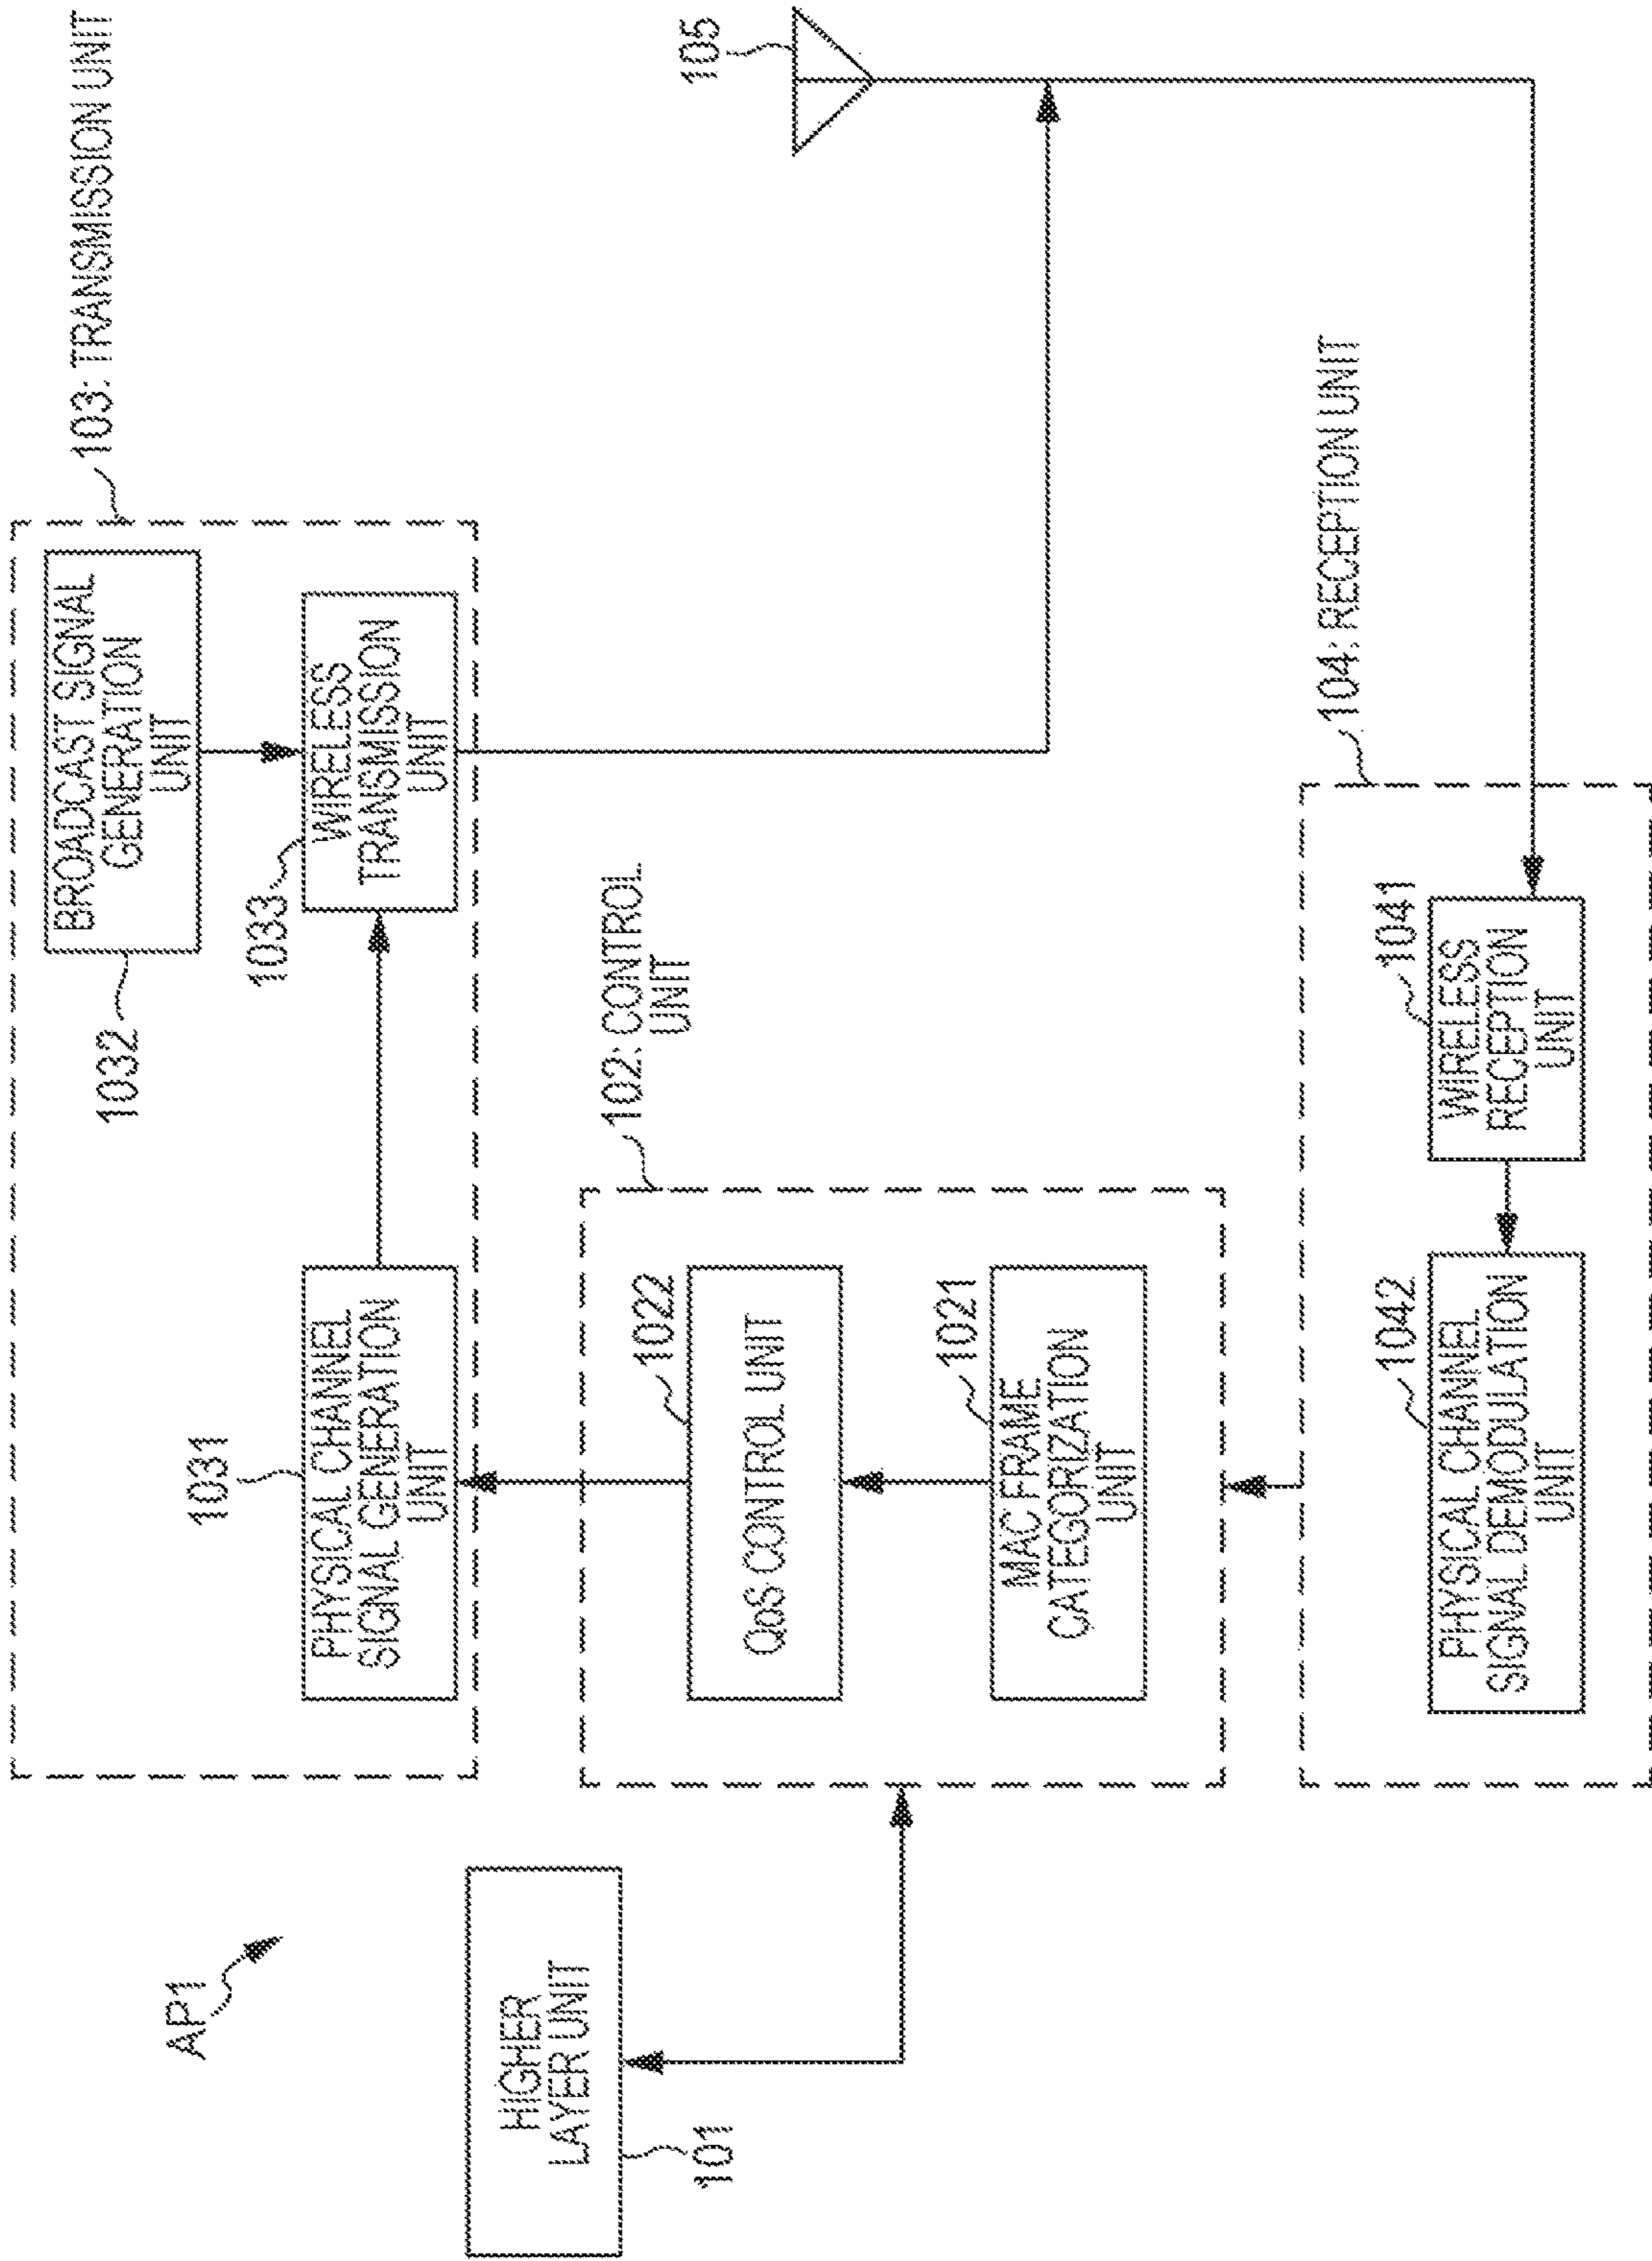 AP1
HIGHER
LAYER UNIT
101
103: TRANSMISSION UNIT
1031
PHYSICAL CHANNEL
SIGNAL GENERATION
UNIT
1032
BROADCAST SIGNAL
GENERATION
UNIT
1033
WIRELESS
TRANSMISSION
UNIT
102: CONTROL
UNIT
1022
QoS CONTROL UNIT
1021
MAC FRAME
CATEGORIZATION
UNIT
105
104: RECEPTION UNIT
1042
PHYSICAL CHANNEL
SIGNAL DEMODULATION
UNIT
1041
WIRELESS
RECEPTION
UNIT